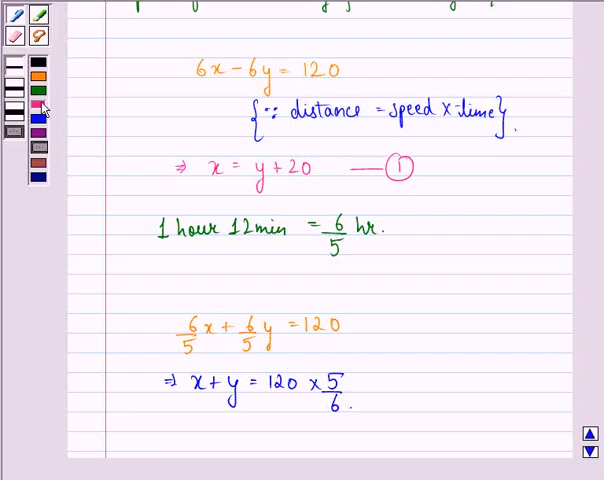 6x - 6y = 120
{∵ distance = speed x time}.
⇒ x = y + 20 —— ①
1 hour 12 min = 6/5 hr.
6/5 x + 6/5 y = 120
⇒ x + y = 120 × 5/6.